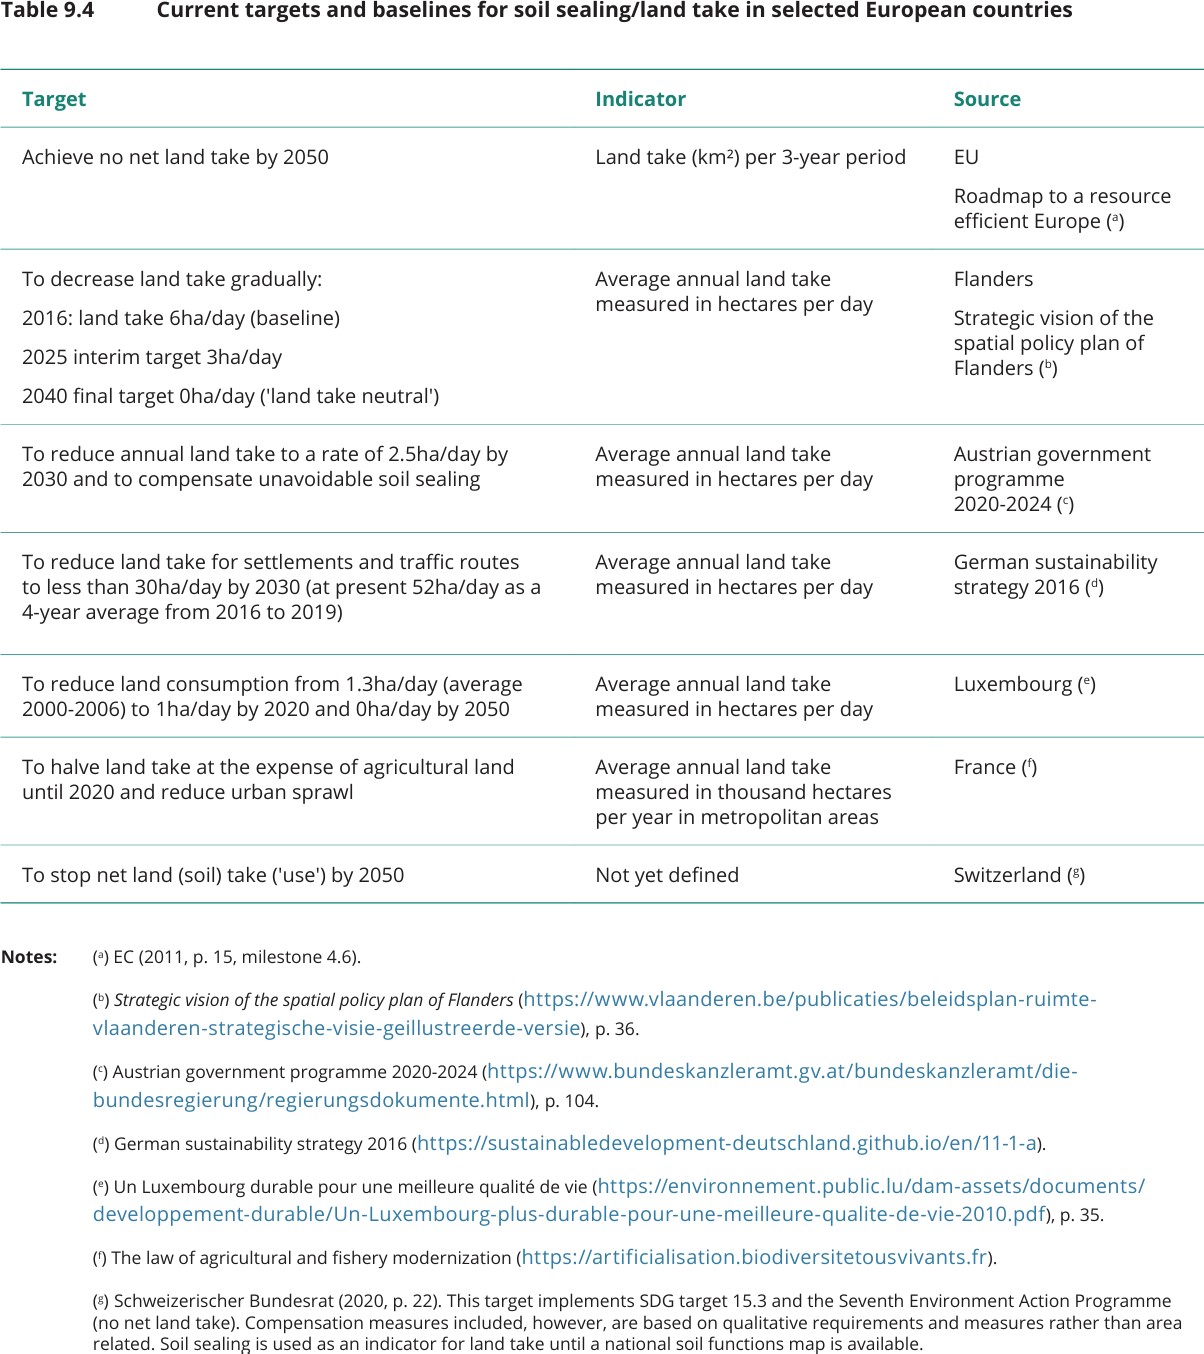 Table 9.4 Current targets and baselines for soil sealing/land take in selected European countries
Target Indicator Source
Achieve no net land take by 2050 Land take (km²) per 3-year period EU
Roadmap to a resource
efficient Europe (ᵃ)
To decrease land take gradually: Average annual land take Flanders
measured in hectares per day
2016: land take 6ha/day (baseline) Strategic vision of the
spatial policy plan of
2025 interim target 3ha/day
Flanders (ᵇ)
2040 final target 0ha/day ('land take neutral')
To reduce annual land take to a rate of 2.5ha/day by Average annual land take Austrian government
2030 and to compensate unavoidable soil sealing measured in hectares per day programme
2020-2024 (ᶜ)
To reduce land take for settlements and traffic routes Average annual land take German sustainability
to less than 30ha/day by 2030 (at present 52ha/day as a measured in hectares per day strategy 2016 (ᵈ)
4-year average from 2016 to 2019)
To reduce land consumption from 1.3ha/day (average Average annual land take Luxembourg (ᵉ)
2000-2006) to 1ha/day by 2020 and 0ha/day by 2050 measured in hectares per day
To halve land take at the expense of agricultural land Average annual land take France (ᶠ)
until 2020 and reduce urban sprawl measured in thousand hectares
per year in metropolitan areas
To stop net land (soil) take ('use') by 2050 Not yet defined Switzerland (ᵍ)
Notes: (ᵃ) EC (2011, p. 15, milestone 4.6).
(ᵇ) Strategic vision of the spatial policy plan of Flanders (https://www.vlaanderen.be/publicaties/beleidsplan-ruimte-
vlaanderen-strategische-visie-geillustreerde-versie), p. 36.
(ᶜ) Austrian government programme 2020-2024 (https://www.bundeskanzleramt.gv.at/bundeskanzleramt/die-
bundesregierung/regierungsdokumente.html), p. 104.
(ᵈ) German sustainability strategy 2016 (https://sustainabledevelopment-deutschland.github.io/en/11-1-a).
(ᵉ) Un Luxembourg durable pour une meilleure qualité de vie (https://environnement.public.lu/dam-assets/documents/
developpement-durable/Un-Luxembourg-plus-durable-pour-une-meilleure-qualite-de-vie-2010.pdf), p. 35.
(ᶠ) The law of agricultural and fishery modernization (https://artificialisation.biodiversitetousvivants.fr).
(ᵍ) Schweizerischer Bundesrat (2020, p. 22). This target implements SDG target 15.3 and the Seventh Environment Action Programme
(no net land take). Compensation measures included, however, are based on qualitative requirements and measures rather than area
related. Soil sealing is used as an indicator for land take until a national soil functions map is available.